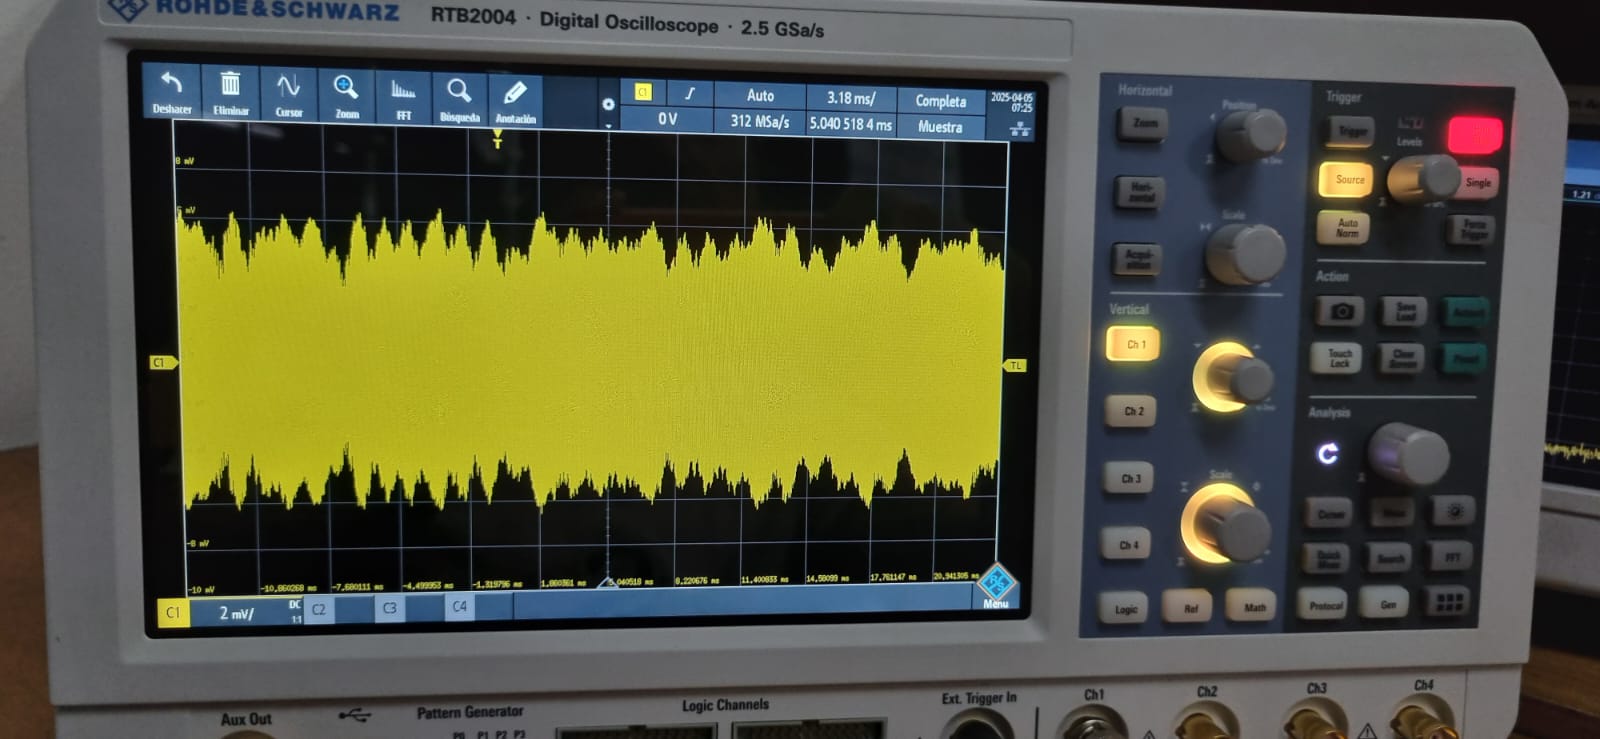 ROHDE&SCHWARZ RTB2004 · Digital Oscilloscope · 2.5 GSa/s
Deshacer Eliminar Cursor Zoom FFT Búsqueda Anotación
C1 Auto 3.18 ms/ Completa 2025-04-05
07:25
0 V 312 MSa/s 5.040 518 4 ms Muestra
T
8 mV
C1 TL
-8 mV
-10 mV -10.860268 ms -7.680111 ms -4.499953 ms -1.319796 ms 1.860361 ms 5.040518 ms 8.220676 ms 11.400833 ms 14.58099 ms 17.761147 ms 20.941305 ms
C1 2 mV/ DC
1:1 C2 C3 C4 Menu
Horizontal
Position
Zoom
Hori-
zontal
Scale
Acqui-
sition
Vertical
Ch 1
Ch 2
Ch 3
Scale
Ch 4
Logic Ref Math
Trigger
Trigger Levels
Source Single
Auto
Norm Force
Trigger
Action
Save
Load
Touch
Lock Clear
Screen Preset
Analysis
Cursor
Quick
Meas Search FFT
Protocol Gen
1.21
Aux Out Pattern Generator Logic Channels Ext. Trigger In Ch1 Ch2 Ch3 Ch4
P0 P1 P2 P3